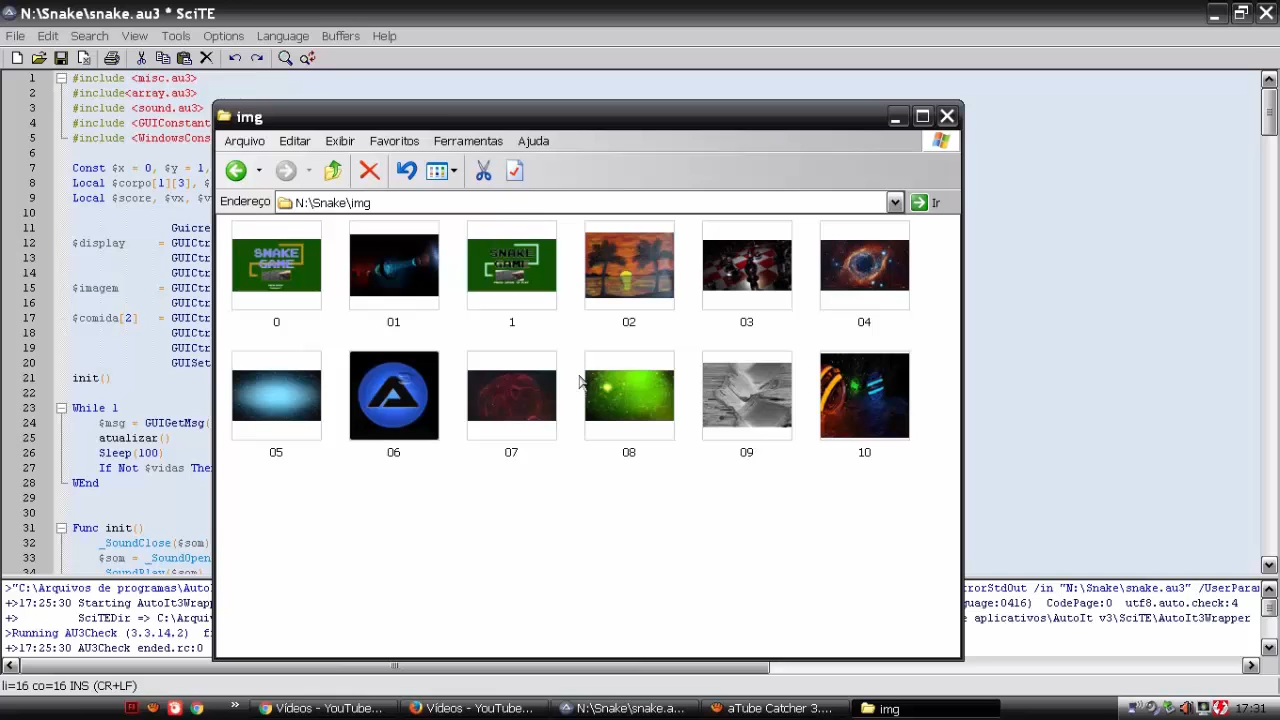 N:\Snake\snake.au3 * SciTE
File Edit Search View Tools Options Language Buffers Help
1 #include <misc.au3>
2 #include<array.au3>
3 #include <sound.au3>
4 #include <GUIConstant
5 #include <WindowsCons
6
7 Const $x = 0, $y = 1,
8 Local $corpo[1][3], $
9 Local $score, $vx, $v
10
11 Guicre
12 $display = GUICtr
13 GUICtr
14 GUICtr
15 $imagem = GUICtr
16 GUICtr
17 $comida[2] = GUICtr
18 GUICtr
19 GUICtr
20 GUISet
21 init()
22
23 While 1
24 $msg = GUIGetMsg(
25 atualizar()
26 Sleep(100)
27 If Not $vidas The
28 WEnd
29
30
31 Func init()
32 _SoundClose($som)
33 $som = _SoundOpen
_SoundPlay($som)
img
Arquivo Editar Exibir Favoritos Ferramentas Ajuda
Endereço N:\Snake\img Ir
SNAKE GAME
SNAKE GAME
0 01 1 02 03 04
05 06 07 08 09 10
>"C:\Arquivos de programas\AutoI
rrorStdOut /in "N:\Snake\snake.au3" /UserParam
+>17:25:30 Starting AutoIt3Wrapp
guage:0416) CodePage:0 utf8.auto.check:4
+> SciTEDir => C:\Arquiv
e aplicativos\AutoIt v3\SciTE\AutoIt3Wrapper
>Running AU3Check (3.3.14.2) f
+>17:25:30 AU3Check ended.rc:0
li=16 co=16 INS (CR+LF)
» Vídeos - YouTube... Vídeos - YouTube... N:\Snake\snake.a... aTube Catcher 3.... img 17:31